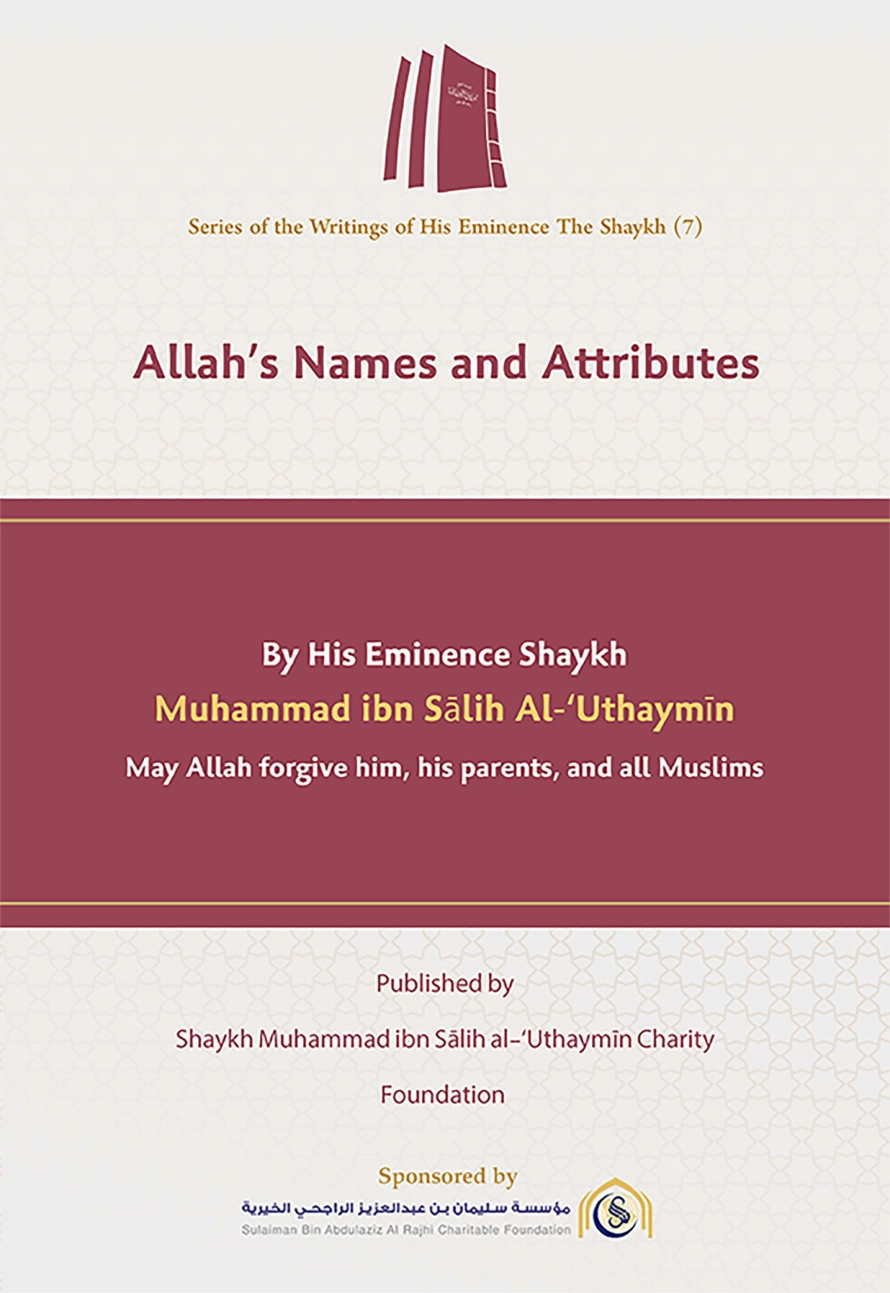 Series of the Writings of His Eminence The Shaykh (7)
Allah's Names and Attributes
By His Eminence Shaykh
Muhammad ibn Sālih Al-‘Uthaymīn
May Allah forgive him, his parents, and all Muslims
Published by
Shaykh Muhammad ibn Sālih al-‘Uthaymīn Charity
Foundation
Sponsored by
مؤسسة سليمان بن عبدالعزيز الراجحي الخيرية
Sulaiman Bin Abdulaziz Al Rajhi Charitable Foundation